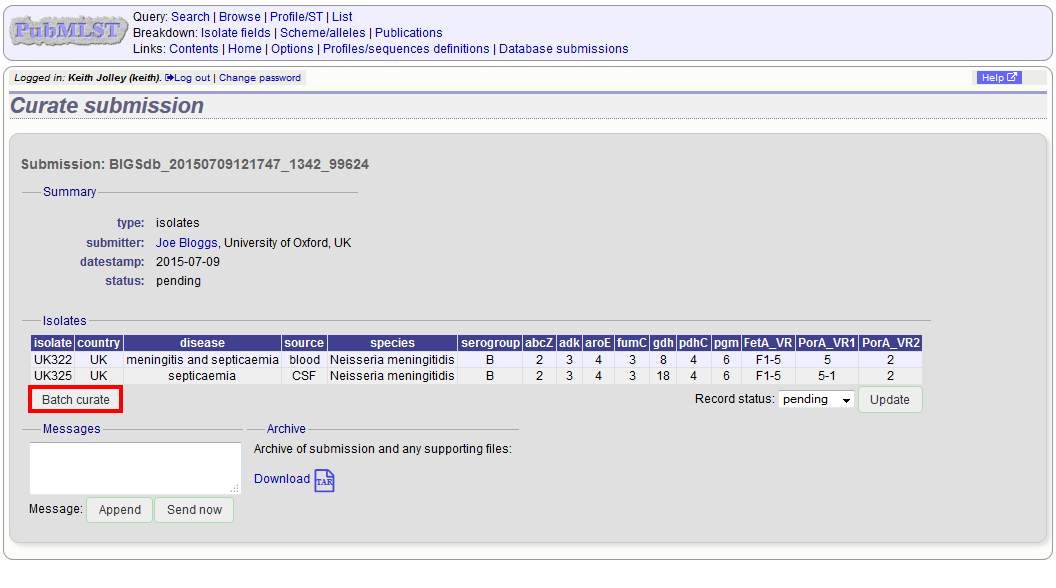 PubMLST
Query: Search | Browse | Profile/ST | List
Breakdown: Isolate fields | Scheme/alleles | Publications
Links: Contents | Home | Options | Profiles/sequences definitions | Database submissions
Logged in: Keith Jolley (keith). Log out | Change password
Help
Curate submission
Submission: BIGSdb_20150709121747_1342_99624
Summary
type: isolates
submitter: Joe Bloggs, University of Oxford, UK
datestamp: 2015-07-09
status: pending
Isolates
isolate country disease source species serogroup abcZ adk aroE fumC gdh pdhC pgm FetA_VR PorA_VR1 PorA_VR2
UK322 UK meningitis and septicaemia blood Neisseria meningitidis B 2 3 4 3 8 4 6 F1-5 5 2
UK325 UK septicaemia CSF Neisseria meningitidis B 2 3 4 3 18 4 6 F1-5 5-1 2
Batch curate Record status: pending Update
Messages Archive
Archive of submission and any supporting files:
Download TAR
Message: Append Send now